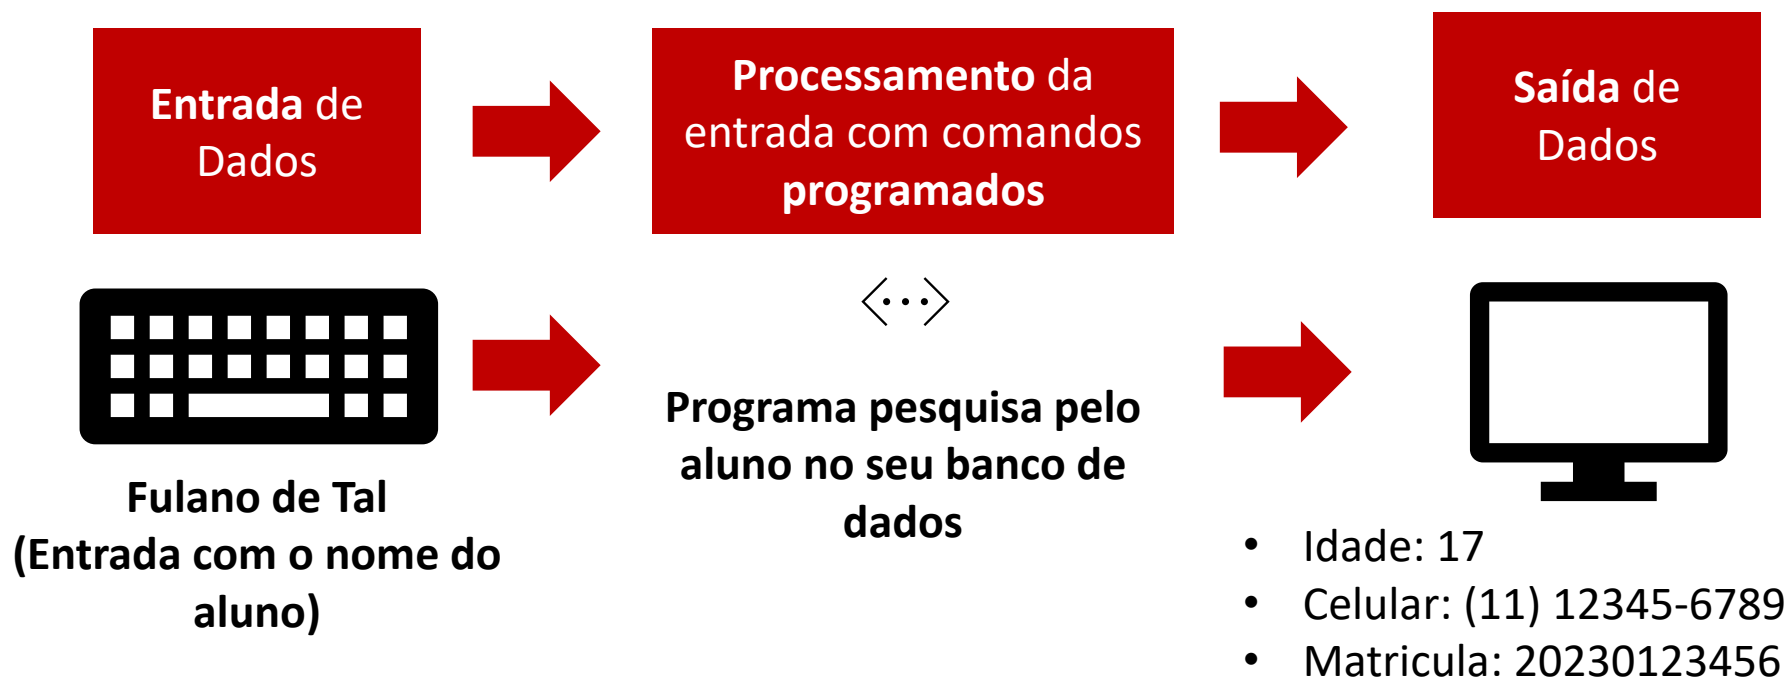 Entrada de
Dados
Processamento da
entrada com comandos
programados
Saída de
Dados
Fulano de Tal
(Entrada com o nome do
aluno)
Programa pesquisa pelo
aluno no seu banco de
dados
• Idade: 17
• Celular: (11) 12345-6789
• Matricula: 20230123456